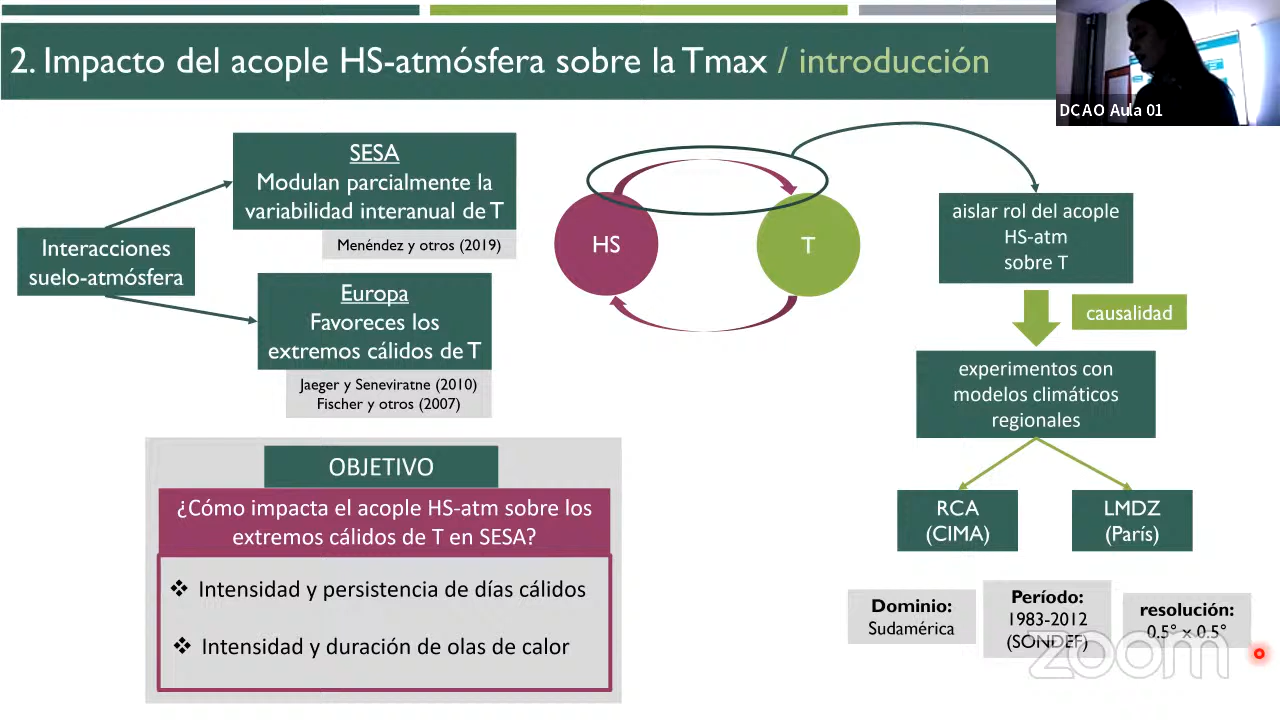 2. Impacto del acople HS-atmósfera sobre la Tmax / introducción
DCAO Aula 01
Interacciones
suelo-atmósfera
SESA
Modulan parcialmente la
variabilidad interanual de T
Menéndez y otros (2019)
Europa
Favoreces los
extremos cálidos de T
Jaeger y Seneviratne (2010)
Fischer y otros (2007)
HS
T
aislar rol del acople
HS-atm
sobre T
causalidad
experimentos con
modelos climáticos
regionales
RCA
(CIMA)
LMDZ
(París)
Dominio:
Sudamérica
Período:
1983-2012
(SONDEF)
resolución:
0.5° x 0.5°
zoom
OBJETIVO
¿Cómo impacta el acople HS-atm sobre los
extremos cálidos de T en SESA?
❖ Intensidad y persistencia de días cálidos
❖ Intensidad y duración de olas de calor